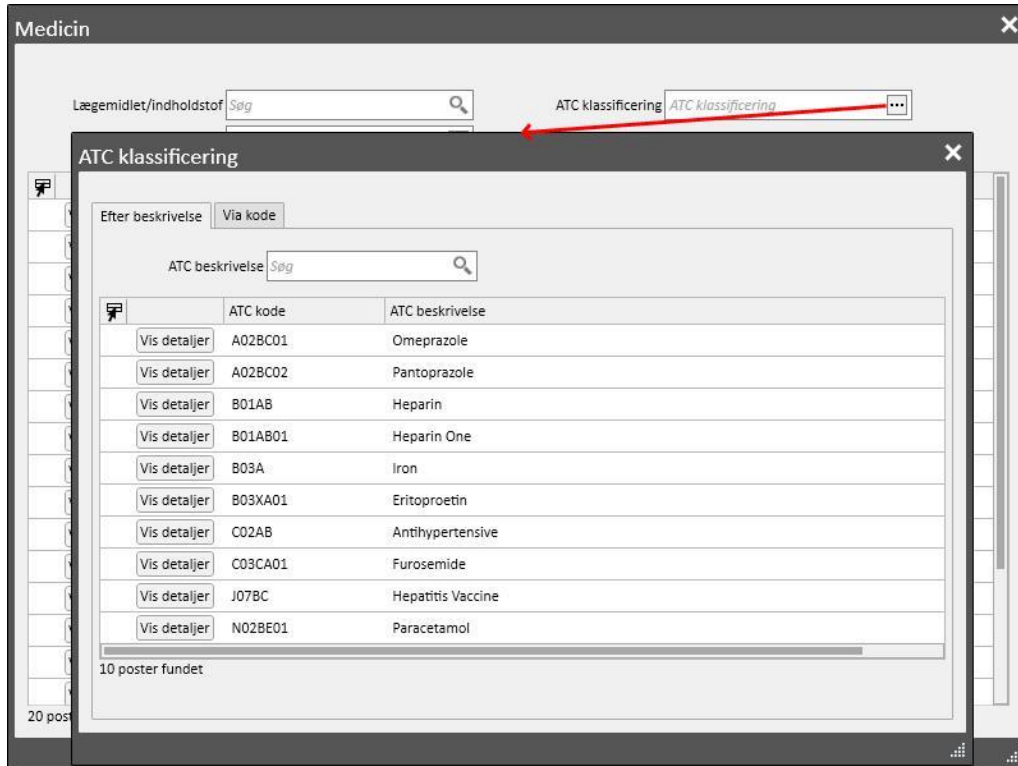 Medicin
Lægemidlet/indholdstof Søg ATC klassificering ATC klassificering
ATC klassificering
Efter beskrivelse Via kode
ATC beskrivelse Søg
ATC kode ATC beskrivelse
Vis detaljer A02BC01 Omeprazole
Vis detaljer A02BC02 Pantoprazole
Vis detaljer B01AB Heparin
Vis detaljer B01AB01 Heparin One
Vis detaljer B03A Iron
Vis detaljer B03XA01 Eritoproetin
Vis detaljer C02AB Antihypertensive
Vis detaljer C03CA01 Furosemide
Vis detaljer J07BC Hepatitis Vaccine
Vis detaljer N02BE01 Paracetamol
10 poster fundet
20 post